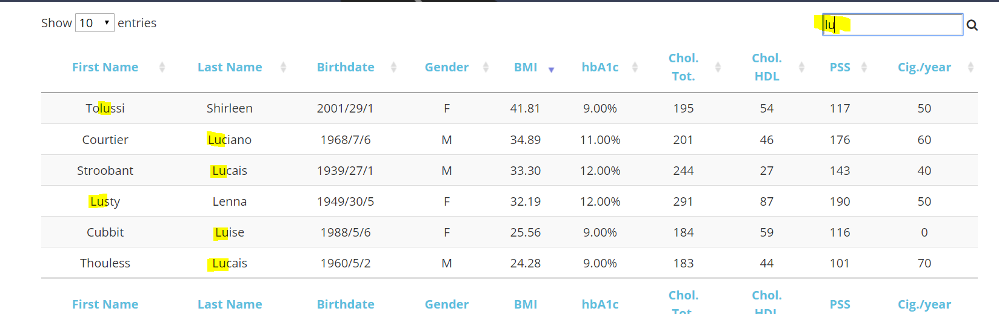 Show 10 entries lu
First Name Last Name Birthdate Gender BMI hbA1c Chol. Tot. Chol. HDL PSS Cig./year
Tolussi Shirleen 2001/29/1 F 41.81 9.00% 195 54 117 50
Courtier Luciano 1968/7/6 M 34.89 11.00% 201 46 176 60
Stroobant Lucais 1939/27/1 M 33.30 12.00% 244 27 143 40
Lusty Lenna 1949/30/5 F 32.19 12.00% 291 87 190 50
Cubbit Luise 1988/5/6 F 25.56 9.00% 184 59 116 0
Thouless Lucais 1960/5/2 M 24.28 9.00% 183 44 101 70
First Name Last Name Birthdate Gender BMI hbA1c Chol. Tot. Chol. HDL PSS Cig./year